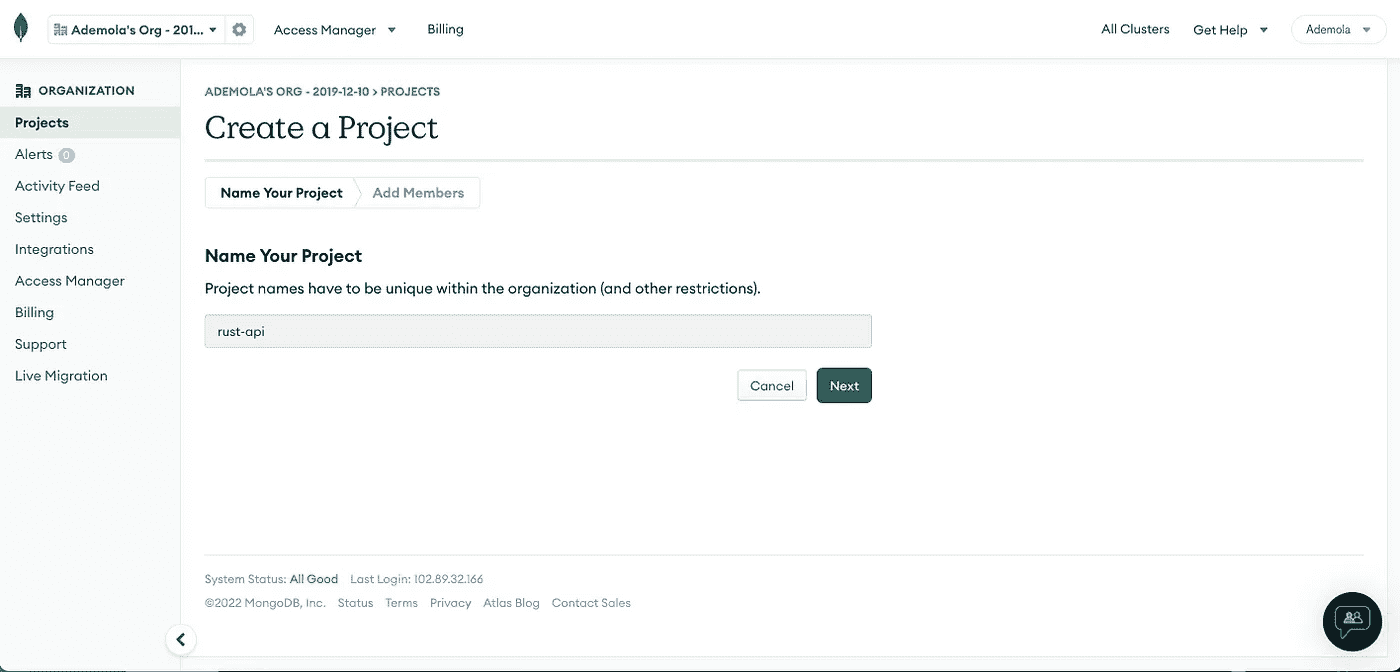 Ademola's Org - 201...
Access Manager
Billing
All Clusters
Get Help
Ademola
ORGANIZATION
Projects
Alerts 0
Activity Feed
Settings
Integrations
Access Manager
Billing
Support
Live Migration
ADEMOLA'S ORG - 2019-12-10 > PROJECTS
Create a Project
Name Your Project
Add Members
Name Your Project
Project names have to be unique within the organization (and other restrictions).
rust-api
Cancel
Next
System Status: All Good Last Login: 102.89.32.166
©2022 MongoDB, Inc. Status Terms Privacy Atlas Blog Contact Sales